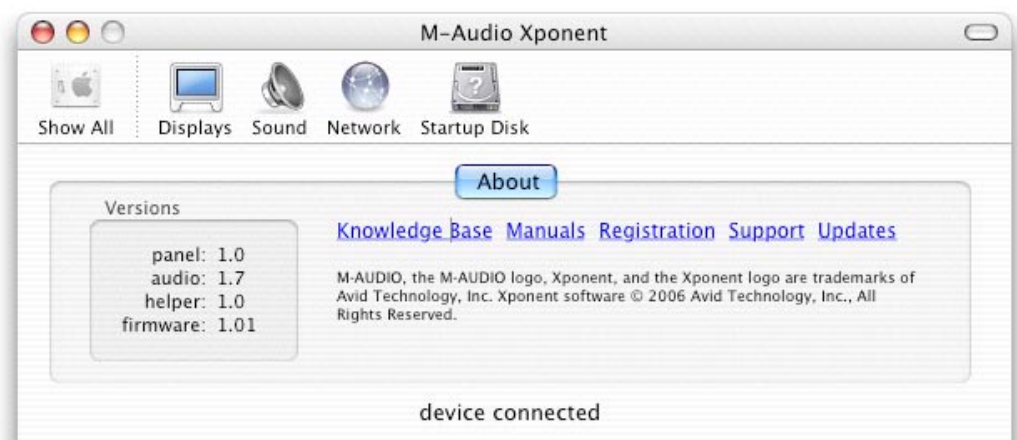 M-Audio Xponent
Show All Displays Sound Network Startup Disk
About
Versions
panel: 1.0
audio: 1.7
helper: 1.0
firmware: 1.01
Knowledge Base Manuals Registration Support Updates
M-AUDIO, the M-AUDIO logo, Xponent, and the Xponent logo are trademarks of
Avid Technology, Inc. Xponent software © 2006 Avid Technology, Inc., All
Rights Reserved.
device connected